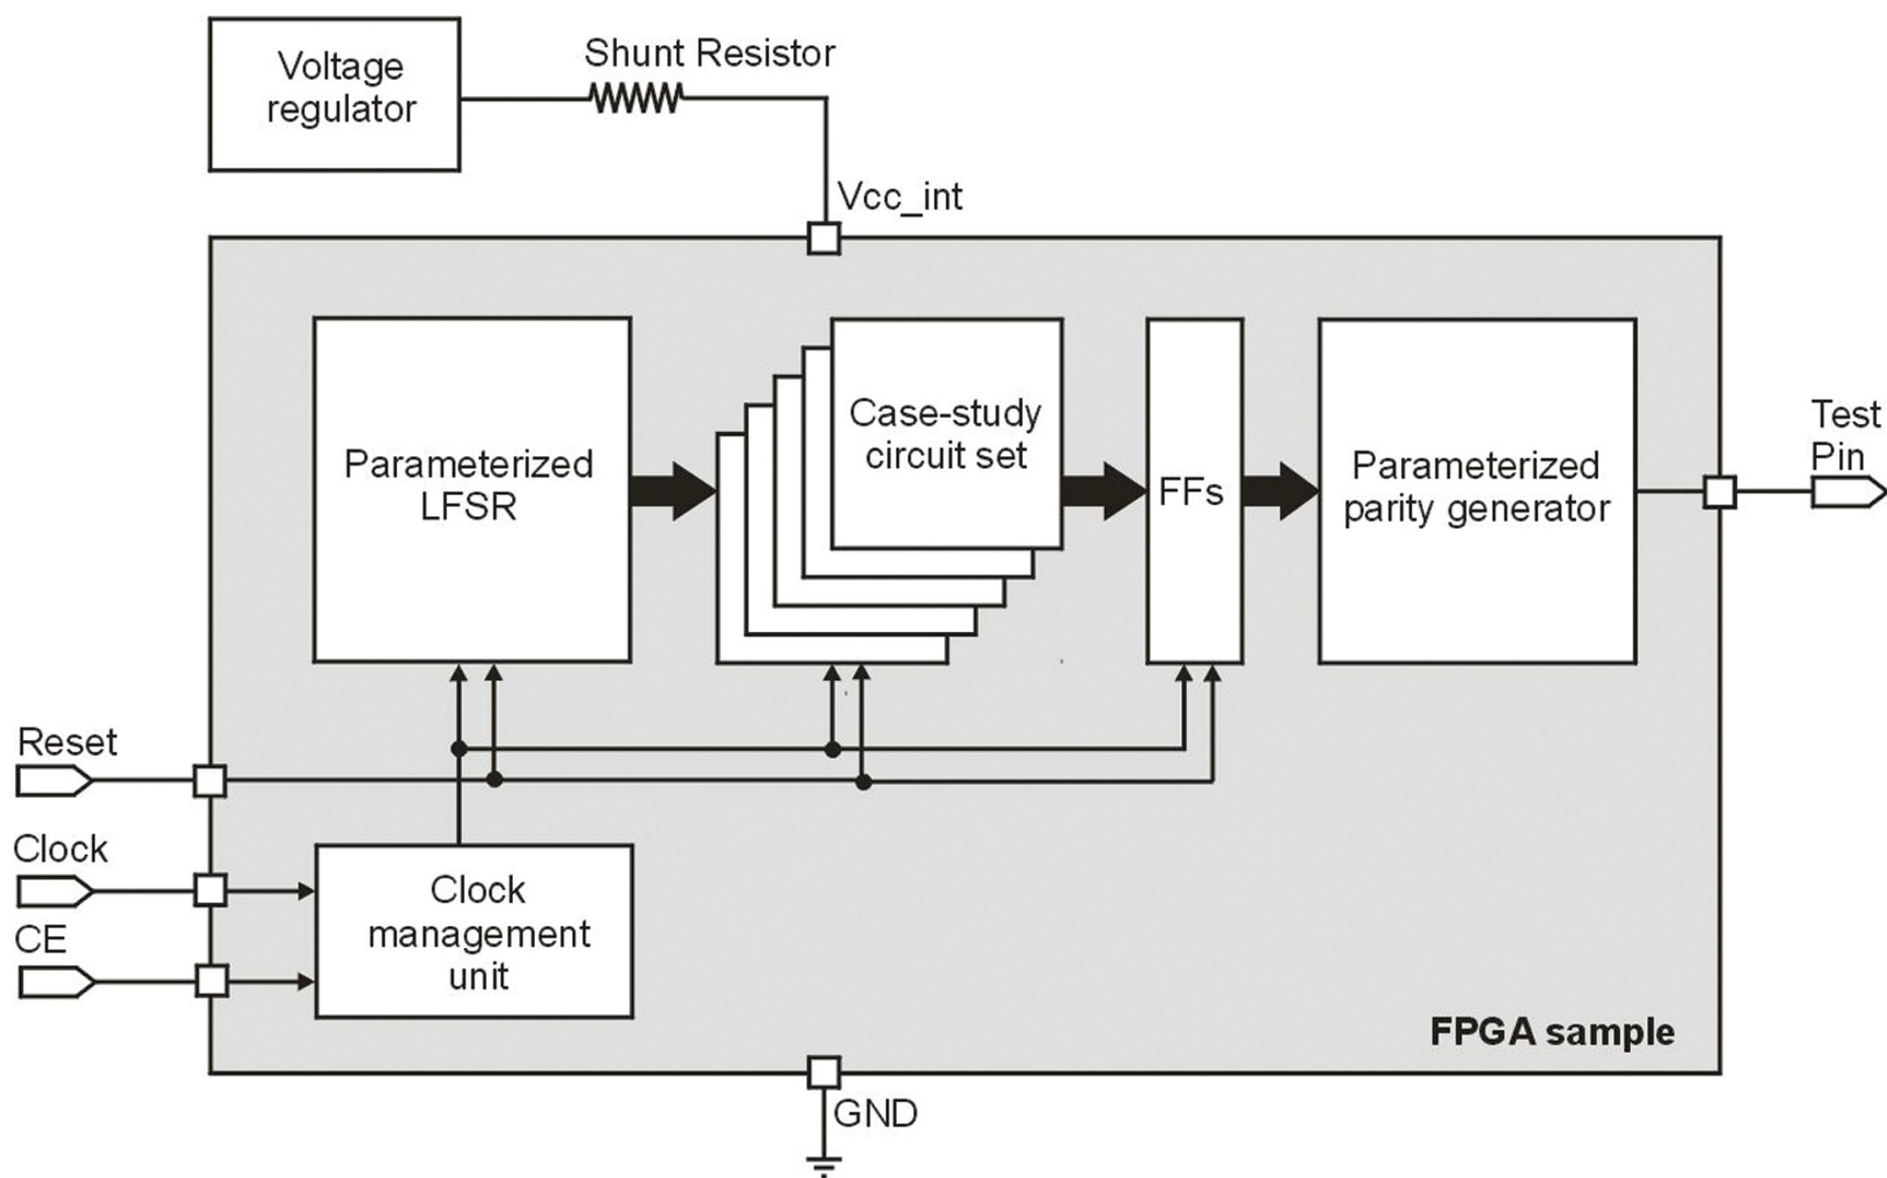 Voltage
regulator
Shunt Resistor
Vcc_int
Parameterized
LFSR
Case-study
circuit set
FFs
Parameterized
parity generator
Test
Pin
Reset
Clock
CE
Clock
management
unit
FPGA sample
GND